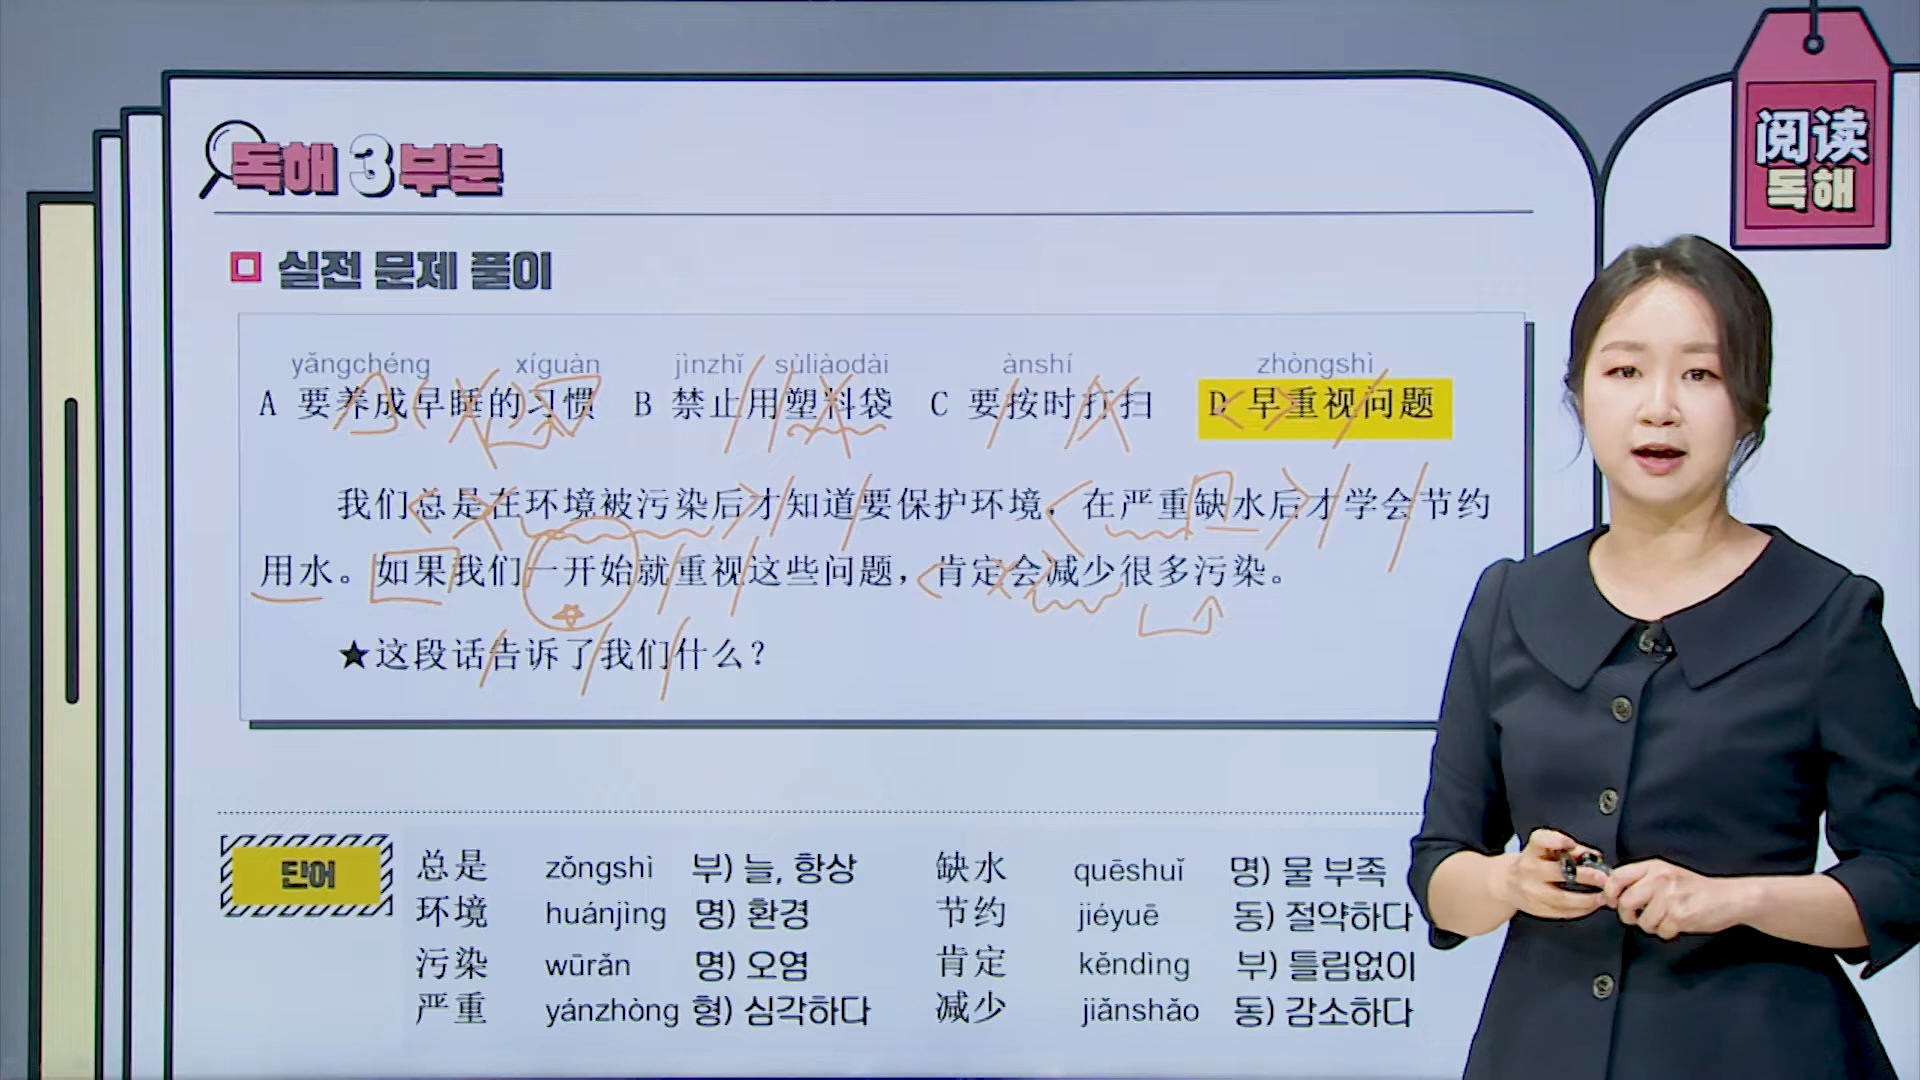 阅读
독해
독해 3 부분
실전 문제 풀이
yǎngchéng xíguàn jìnzhǐ sùliàodài ànshí zhòngshì
A 要养成早睡的习惯 B 禁止用塑料袋 C 要按时打扫 D 早重视问题
我们总是在环境被污染后才知道要保护环境，在严重缺水后才学会节约
用水。如果我们一开始就重视这些问题，肯定会减少很多污染。
★这段话告诉了我们什么？
단어
总是 zǒngshì 부) 늘, 항상 缺水 quēshuǐ 명) 물 부족
环境 huánjìng 명) 환경 节约 jiéyuē 동) 절약하다
污染 wūrǎn 명) 오염 肯定 kěndìng 부) 틀림없이
严重 yánzhòng 형) 심각하다 减少 jiǎnshǎo 동) 감소하다